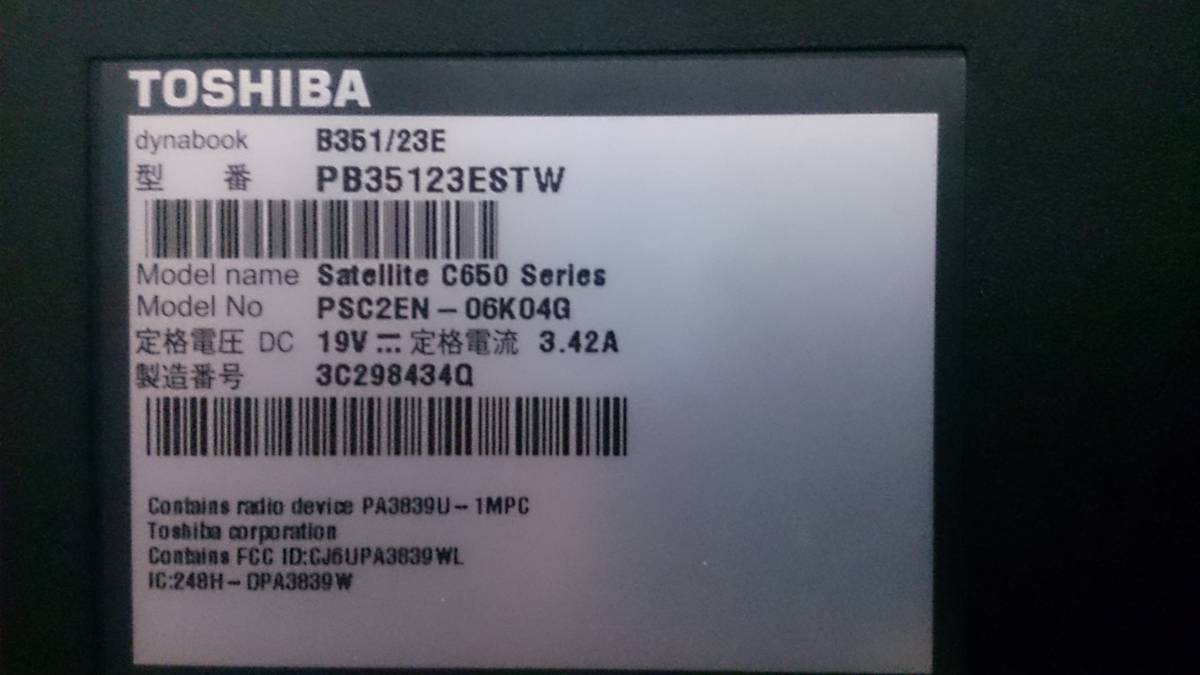 TOSHIBA
dynabook B351/23E
型 番 PB35123ESTW
Model name Satellite C650 Series
Model No PSC2EN-06K04G
定格電圧 DC 19V⎓定格電流 3.42A
製造番号 3C298434Q
Contains radio device PA3839U-1MPC
Toshiba corporation
Contains FCC ID:CJ6UPA3839WL
IC:248H-DPA3839W